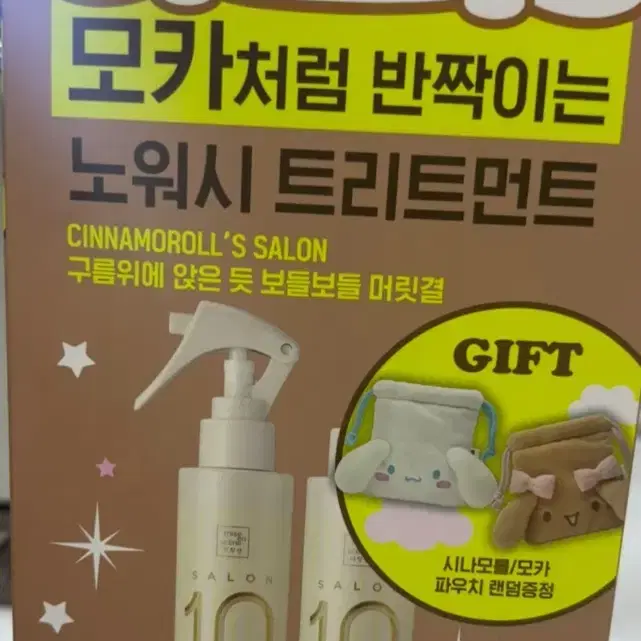 모카처럼 반짝이는
노워시 트리트먼트
CINNAMOROLL'S SALON
구름위에 앉은 듯 보들보들 머릿결
GIFT
시나모롤/모카
파우치 랜덤증정
SALON
10
10